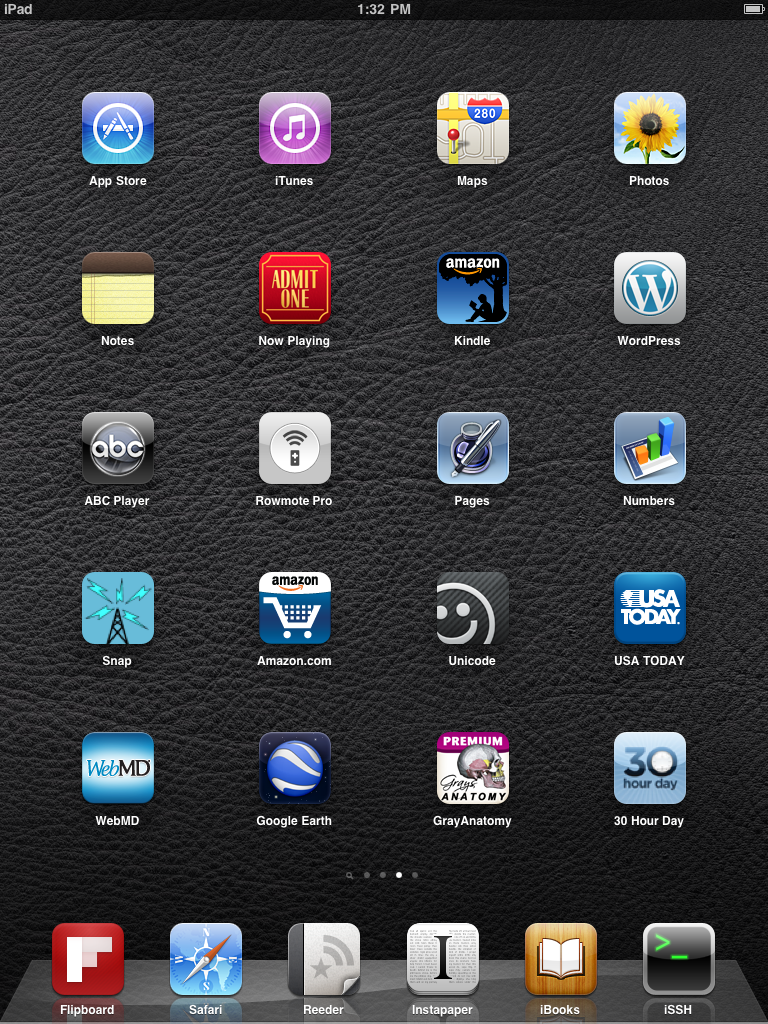 iPad 1:32 PM
280
App Store iTunes Maps Photos
ADMIT
ONE
amazon
W
Notes Now Playing Kindle WordPress
abc
ABC Player Rowmote Pro Pages Numbers
amazon
USA
TODAY.
Snap Amazon.com Unicode USA TODAY
WebMD
PREMIUM
Grays
ANATOMY
30
hour day
WebMD Google Earth GrayAnatomy 30 Hour Day
N
W E
S
I
>_
Flipboard Safari Reeder Instapaper iBooks iSSH